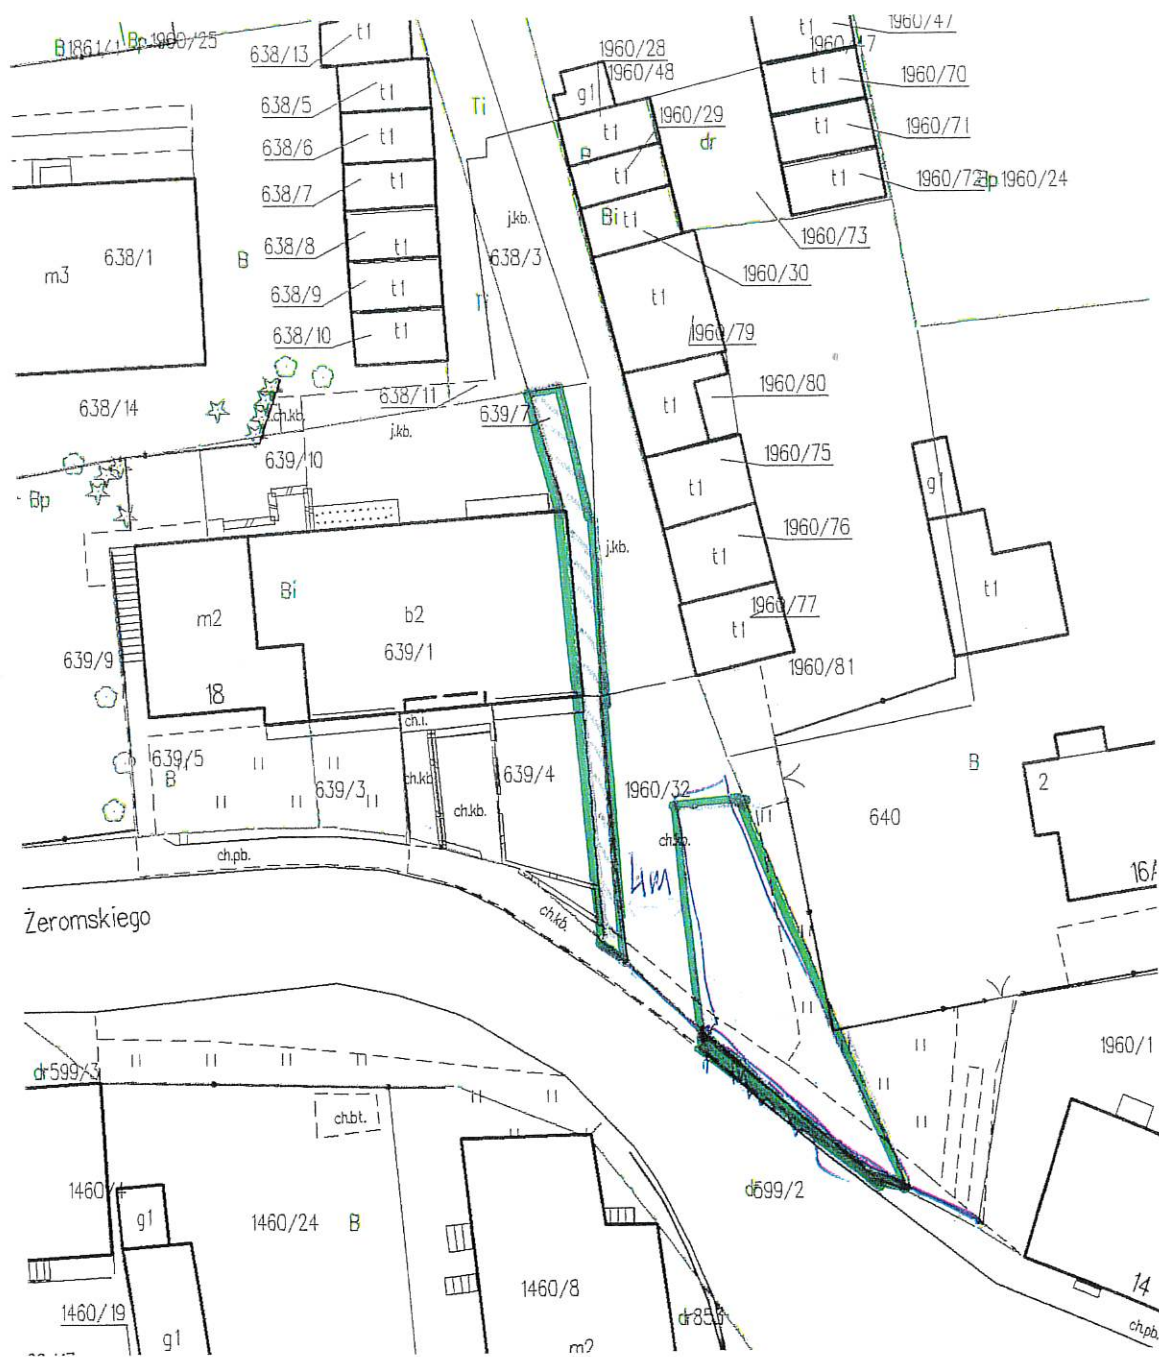 1960/25
638/13
t1
1960/28
t1
1960/47
1960/48
t1
1960/70
638/5
t1
Ti
g1
1960/29
dr
t1
1960/71
638/6
t1
t1
B
t1
1960/72
Bp 1960/24
638/7
t1
t1
Bi
t1
j.kb.
638/3
1960/73
m3
638/1
B
638/8
t1
1960/30
638/9
t1
Ti
t1
638/10
t1
1960/79
1960/80
638/14
ch.kb.
638/11
j.kb.
639/7
t1
639/10
1960/75
t1
g1
Bp
1960/76
j.kb.
t1
t1
Bi
m2
b2
1960/77
t1
639/9
639/1
1960/81
18
ch.i.
639/5
B
639/3
ch.kb.
ch.kb.
639/4
1960/32
B
2
640
ch.kb.
16A
ch.pb.
4m
Żeromskiego
ch.kb.
dr599/3
1960/1
ch.bt.
1460/4
g1
1460/24
B
dr599/2
1460/8
14
1460/19
g1
m2
dr853
ch.pb.